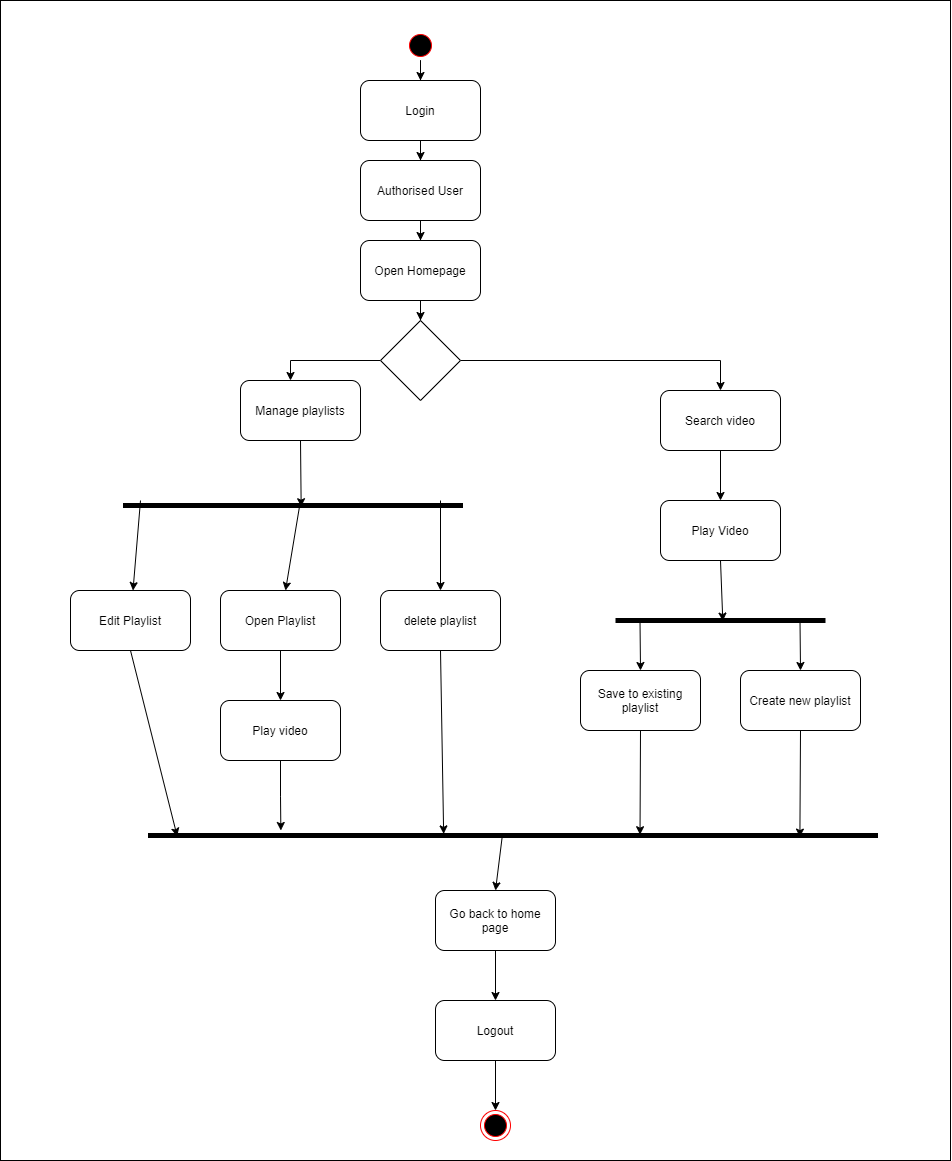 Login
Authorised User
Open Homepage
Manage playlists
Search video
Play Video
Edit Playlist
Open Playlist
delete playlist
Save to existing
playlist
Create new playlist
Play video
Go back to home
page
Logout